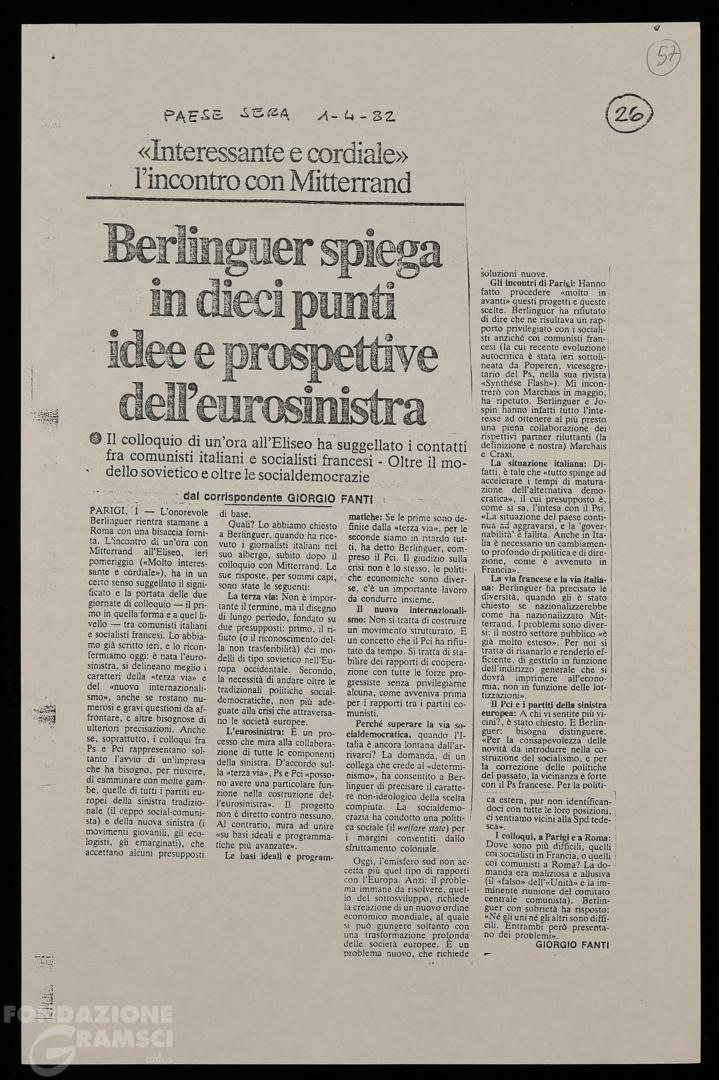 57
26
PAESE SERA 1-4-82
«Interessante e cordiale»
l'incontro con Mitterrand
Berlinguer spiega
in dieci punti
idee e prospettive
dell'eurosinistra
Il colloquio di un'ora all'Eliseo ha suggellato i contatti
fra comunisti italiani e socialisti francesi - Oltre il mo-
dello sovietico e oltre le socialdemocrazie
dal corrispondente GIORGIO FANTI
PARIGI, 1 — L'onorevole
Berlinguer rientra stamane a
Roma con una bisaccia forni-
ta. L'incontro di un'ora con
Mitterrand all'Eliseo, ieri
pomeriggio («Molto interes-
sante e cordiale»), ha in un
certo senso suggellato il signi-
ficato e la portata delle due
giornate di colloquio — il pri-
mo in quella forma e a quel li-
vello — tra comunisti italiani
e socialisti francesi. Lo abbia-
mo già scritto ieri, e lo ricon-
fermiamo oggi: è nata l'euro-
sinistra, si delineano meglio i
caratteri della «terza via» e
del «nuovo internazionali-
smo», anche se restano nu-
merosi e gravi questioni da af-
frontare, e altre bisognose di
ulteriori precisazioni. Anche
se, soprattutto, i colloqui fra
Ps e Pci rappresentano sol-
tanto l'avvio di un'impresa
che ha bisogno, per riuscire,
di camminare con molte gam-
be, quelle di tutti i partiti eu-
ropei della sinistra tradizio-
nale (il ceppo social-comuni-
sta) e della nuova sinistra (i
movimenti giovanili, gli eco-
logisti, gli emarginati), che
accettano alcuni presupposti
di base.
Quali? Lo abbiamo chiesto
a Berlinguer, quando ha rice-
vuto i giornalisti italiani nel
suo albergo, subito dopo il
colloquio con Mitterrand. Le
sue risposte, per sommi capi,
sono state le seguenti:
La terza via: Non è impor-
tante il termine, ma il disegno
di lungo periodo, fondato su
due presupposti: primo, il ri-
fiuto (o il riconoscimento del-
la non trasferibilità) dei mo-
delli di tipo sovietico nell'Eu-
ropa occidentale. Secondo,
la necessità di andare oltre le
tradizionali politiche social-
democratiche, non più ade-
guate alla crisi che attraversa-
no le società europee.
L'eurosinistra: È un pro-
cesso che mira alla collabora-
zione di tutte le componenti
della sinistra. D'accordo sul-
la «terza via», Ps e Pci «posso-
no avere una particolare fun-
zione nella costruzione del-
l'eurosinistra». Il progetto
non è diretto contro nessuno.
Al contrario, mira ad unire
«su basi ideali e programma-
tiche più avanzate».
Le basi ideali e program-
matiche: Se le prime sono de-
finite dalla «terza via», per le
seconde siamo in ritardo tut-
ti, ha detto Berlinguer, com-
preso il Pci. Il giudizio sulla
crisi non è lo stesso, le politi-
che economiche sono diver-
se, c'è un importante lavoro
da condurre insieme.
Il nuovo internazionali-
smo: Non si tratta di costruire
un movimento strutturato. È
un concetto che il Pci ha rifiu-
tato da tempo. Si tratta di sta-
bilire dei rapporti di coopera-
zione con tutte le forze pro-
gressiste senza privilegiarne
alcuna, come avveniva prima
per i rapporti tra i partiti co-
munisti.
Perché superare la via so-
cialdemocratica, quando l'I-
talia è ancora lontana dall'ar-
rivarci? La domanda, di un
collega che crede al «determi-
nismo», ha consentito a Ber-
linguer di precisare il caratte-
re non-ideologico della scelta
compiuta. La socialdemo-
crazia ha condotto una politi-
ca sociale (il welfare state) per
i margini consentiti dallo
sfruttamento coloniale.
Oggi, l'emisfero sud non ac-
cetta più quel tipo di rapporti
con l'Europa. Anzi: il proble-
ma immane da risolvere, quel-
lo del sottosviluppo, richiede
la creazione di un nuovo ordine
economico mondiale, al quale
si può giungere soltanto con
una trasformazione profonda
delle società europee. È un
problema nuovo, che richiede
soluzioni nuove.
Gli incontri di Parigi: Hanno
fatto procedere «molto in
avanti» questi progetti e queste
scelte. Berlinguer ha rifiutato
di dire che ne risultava un rap-
porto privilegiato con i sociali-
sti anziché coi comunisti fran-
cesi (la cui recente evoluzione
autocritica è stata ieri sottoli-
neata da Poperen, vicesegre-
tario del Ps, nella sua rivista
«Synthèse Flash»). Mi incon-
trerò con Marchais in maggio,
ha ripetuto. Berlinguer e Jo-
spin hanno infatti tutto l'inte-
resse ad ottenere al più presto
una piena collaborazione dei
rispettivi partner riluttanti (la
definizione è nostra) Marchais
e Craxi.
La situazione italiana: Di-
fatti, è tale che «tutto spinge ad
accelerare i tempi di matura-
zione dell'alternativa demo-
cratica», il cui presupposto è,
come si sa, l'intesa con il Psi.
«La situazione del paese conti-
nua ad aggravarsi, e la 'gover-
nabilità' è fallita. Anche in Ita-
lia è necessario un cambiamen-
to profondo di politica e di dire-
zione, come è avvenuto in
Francia».
La via francese e la via italia-
na: Berlinguer ha precisato le
diversità, quando gli è stato
chiesto se nazionalizzerebbe
come ha nazionalizzato Mit-
terrand. I problemi sono diver-
si: il nostro settore pubblico «è
già molto esteso». Per noi si
tratta di risanarlo e renderlo ef-
ficiente, di gestirlo in funzione
dell'indirizzo generale che si
dovrà imprimere all'econo-
mia, non in funzione delle lot-
tizzazioni».
Il Pci e i partiti della sinistra
europea: A chi vi sentite più vi-
cini?, è stato chiesto. E Berlin-
guer: bisogna distinguere.
«Per la consapevolezza delle
novità da introdurre nella co-
struzione del socialismo, e per
la correzione delle politiche
del passato, la vicinanza è forte
con il Ps francese. Per la politi-
ca estera, pur non identifican-
doci con tutte le loro posizioni,
ci sentiamo vicini alla Spd tede-
sca».
I colloqui, a Parigi e a Roma:
Dove sono più difficili, quelli
coi socialisti in Francia, o quelli
coi comunisti a Roma? La do-
manda era maliziosa e allusiva
(il «falso» dell'«Unità» e la im-
minente riunione del comitato
centrale comunista). Berlin-
guer con sobrietà ha risposto:
«Né gli uni né gli altri sono diffi-
cili. Entrambi però presenta-
no dei problemi».
GIORGIO FANTI
FONDAZIONE
GRAMSCI
onlus